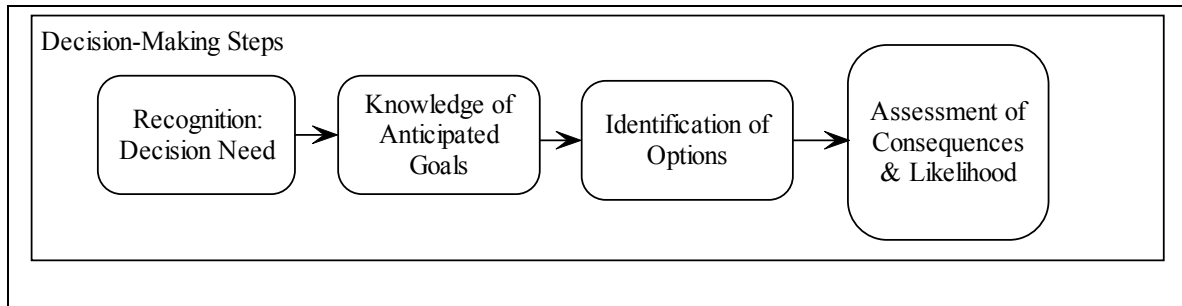 Decision-Making Steps
Recognition:
Decision Need
Knowledge of
Anticipated
Goals
Identification of
Options
Assessment of
Consequences
& Likelihood